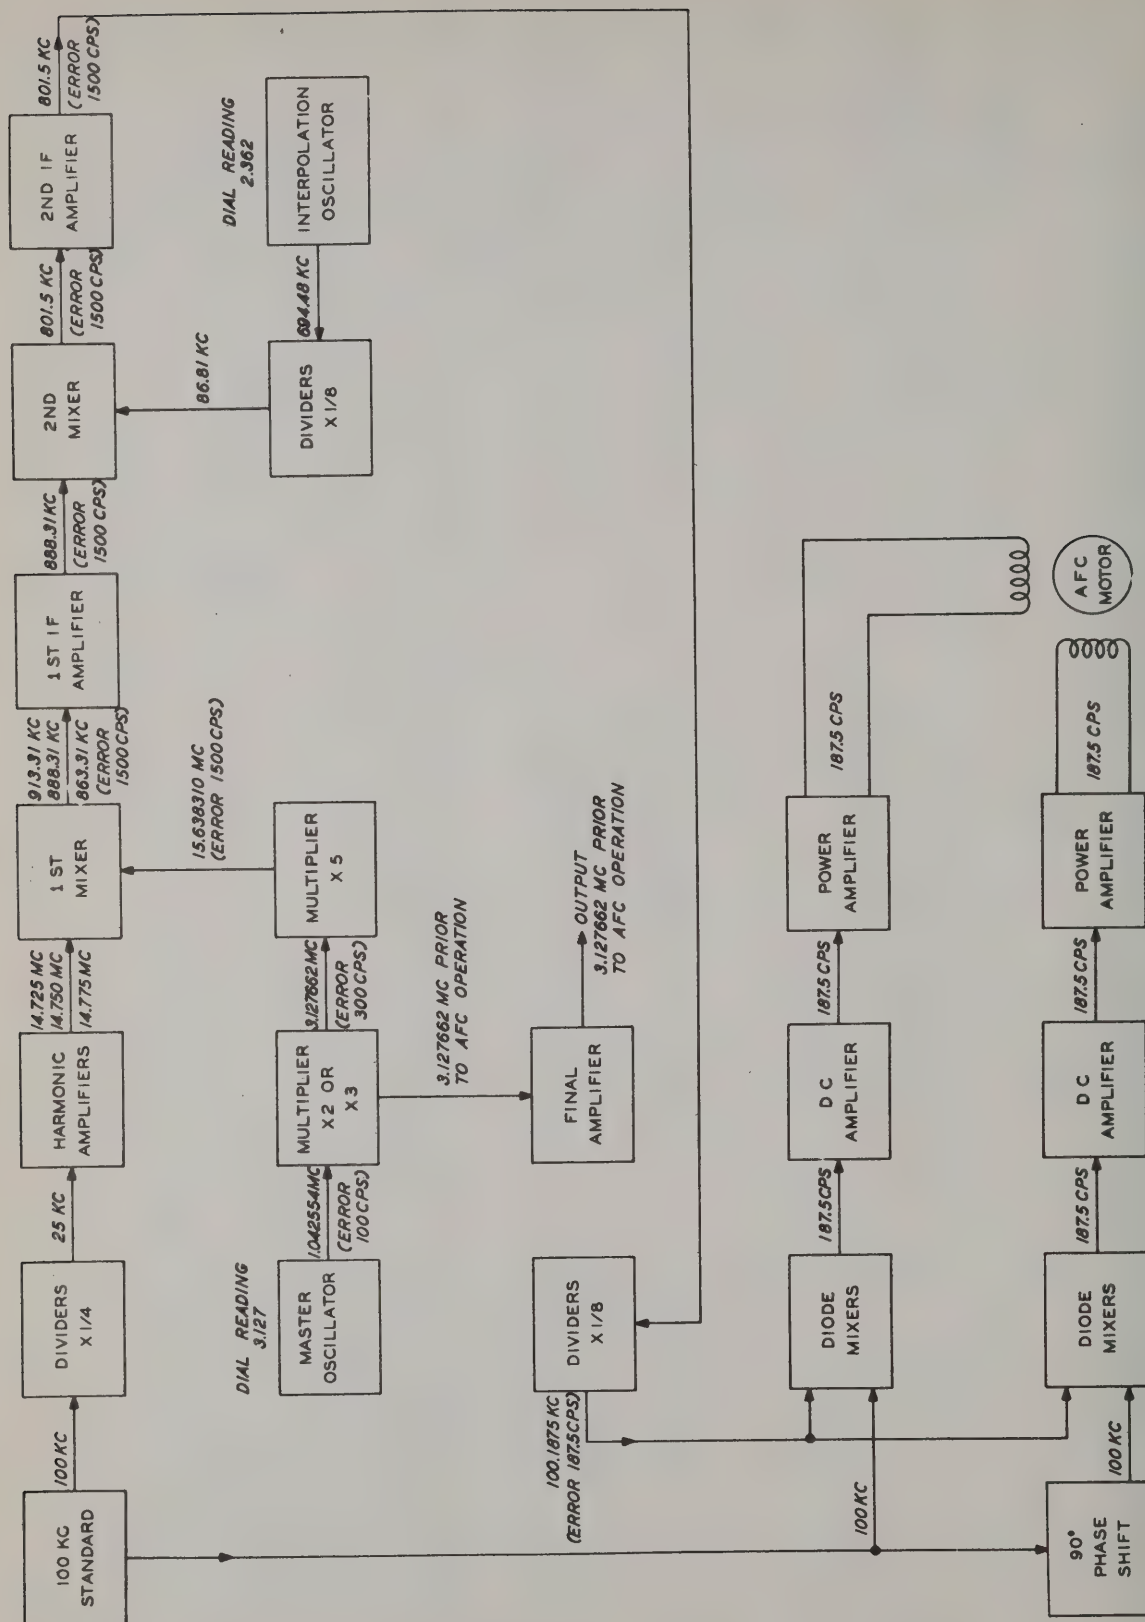 100 KC
STANDARD
100 KC
DIVIDERS
X 1/4
25 KC
HARMONIC
AMPLIFIERS
14.725 MC
14.750 MC
14.775 MC
1 ST
MIXER
913.31 KC
888.31 KC
863.31 KC
(ERROR
1500 CPS)
1 ST IF
AMPLIFIER
888.31 KC
(ERROR
1500 CPS)
2ND
MIXER
801.5 KC
(ERROR
1500 CPS)
2ND IF
AMPLIFIER
801.5 KC
(ERROR
1500 CPS)
DIAL READING
3.127
MASTER
OSCILLATOR
1.042554 MC
(ERROR
100 CPS)
MULTIPLIER
X2 OR
X3
3.127662 MC
(ERROR
300 CPS)
MULTIPLIER
X 5
15.638310 MC
(ERROR 1500 CPS)
86.81 KC
DIVIDERS
X 1/8
694.48 KC
DIAL READING
2.362
INTERPOLATION
OSCILLATOR
3.127662 MC PRIOR
TO AFC OPERATION
FINAL
AMPLIFIER
OUTPUT
3.127662 MC PRIOR
TO AFC OPERATION
DIVIDERS
X 1/8
100.1875 KC
(ERROR 187.5 CPS)
100 KC
DIODE
MIXERS
187.5 CPS
D C
AMPLIFIER
187.5 CPS
POWER
AMPLIFIER
187.5 CPS
90°
PHASE
SHIFT
100 KC
DIODE
MIXERS
187.5 CPS
D C
AMPLIFIER
187.5 CPS
POWER
AMPLIFIER
187.5 CPS
AFC
MOTOR